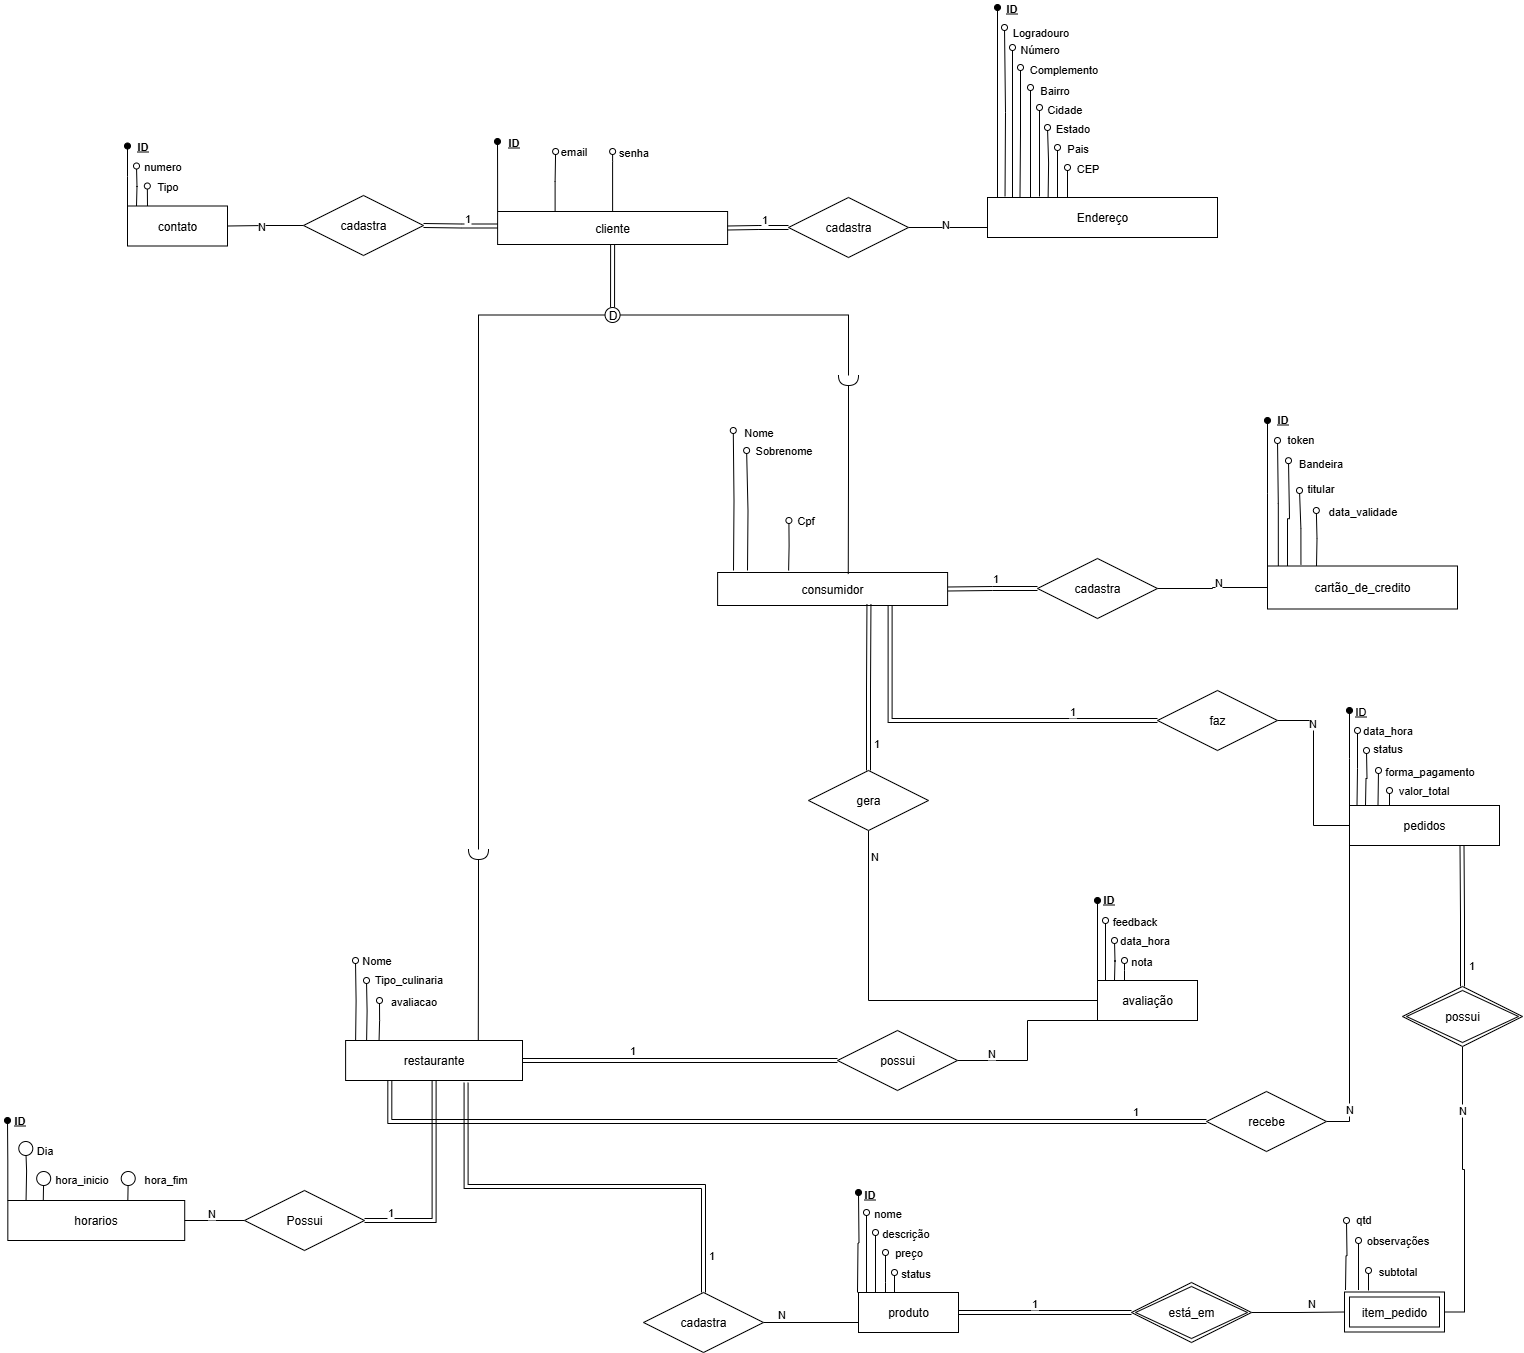 ID
Logradouro
Número
Complemento
Bairro
Cidade
Estado
Pais
CEP
Endereço
ID
numero
Tipo
contato
N
cadastra
1
ID
email
senha
cliente
1
cadastra
N
D
Nome
Sobrenome
Cpf
consumidor
1
cadastra
N
ID
token
Bandeira
titular
data_validade
cartão_de_credito
1
faz
N
ID
data_hora
status
forma_pagamento
valor_total
pedidos
1
gera
N
ID
feedback
data_hora
nota
avaliação
1
possui
N
Nome
Tipo_culinaria
avaliacao
restaurante
1
possui
N
1
recebe
N
ID
Dia
hora_inicio
hora_fim
horarios
N
Possui
1
1
cadastra
N
ID
nome
descrição
preço
status
produto
1
está_em
N
qtd
observações
subtotal
item_pedido